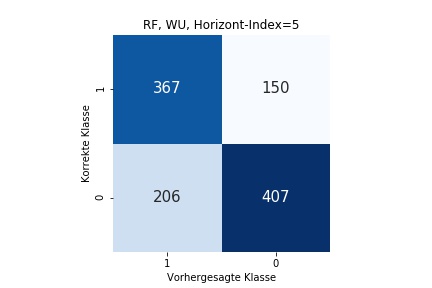 RF, WU, Horizont-Index=5
Korrekte Klasse
1
367
150
0
206
407
1
0
Vorhergesagte Klasse